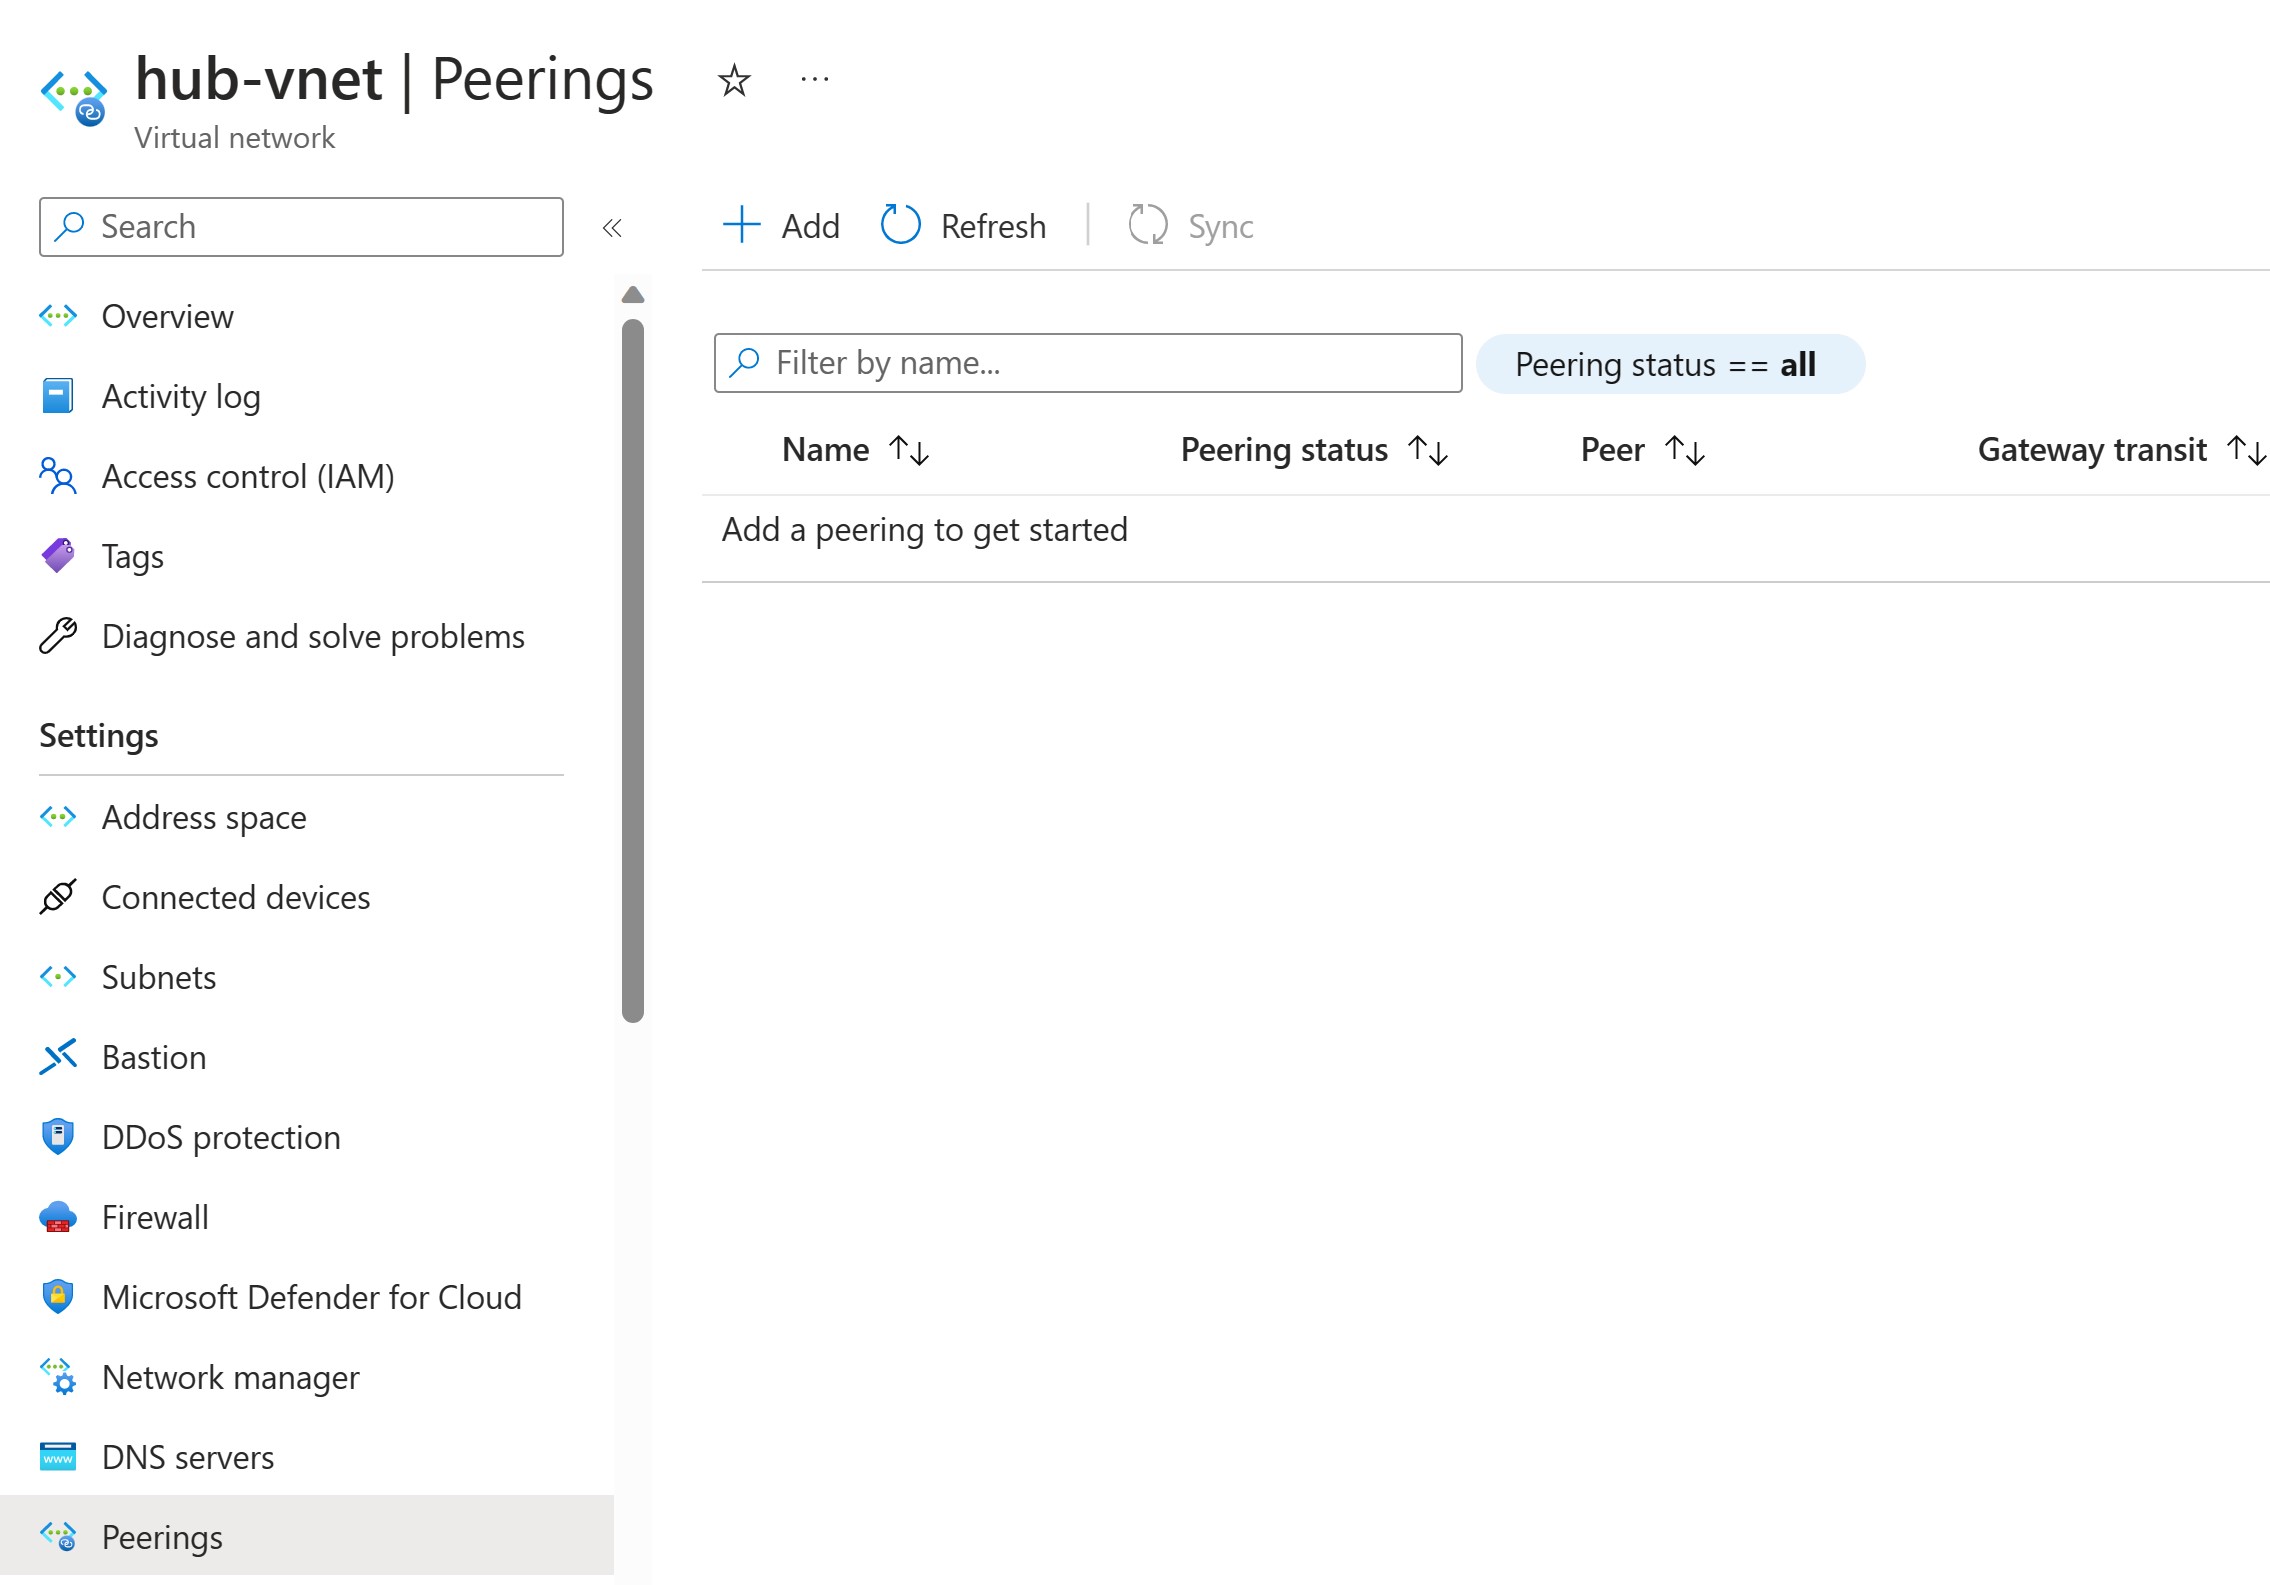 hub-vnet | Peerings
Virtual network
Search
Overview
Activity log
Access control (IAM)
Tags
Diagnose and solve problems
Settings
Address space
Connected devices
Subnets
Bastion
DDoS protection
Firewall
Microsoft Defender for Cloud
Network manager
DNS servers
Peerings
Add Refresh Sync
Filter by name... Peering status == all
Name Peering status Peer Gateway transit
Add a peering to get started